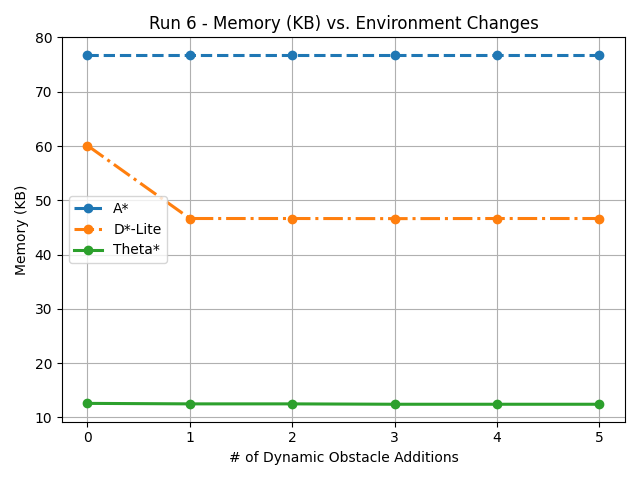 Run 6 - Memory (KB) vs. Environment Changes
80
70
60
50
40
30
20
10
Memory (KB)
A*
D*-Lite
Theta*
0 1 2 3 4 5
# of Dynamic Obstacle Additions